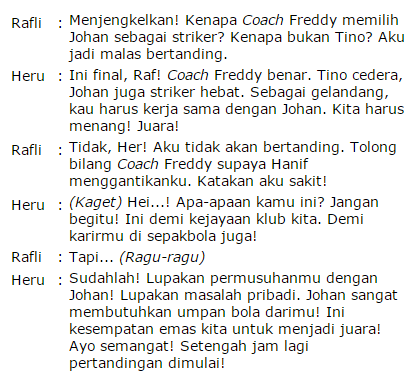 Rafli : Menjengkelkan! Kenapa Coach Freddy memilih
Johan sebagai striker? Kenapa bukan Tino? Aku
jadi malas bertanding.
Heru : Ini final, Raf! Coach Freddy benar. Tino cedera,
Johan juga striker hebat. Sebagai gelandang,
kau harus kerja sama dengan Johan. Kita harus
menang! Juara!
Rafli : Tidak, Her! Aku tidak akan bertanding. Tolong
bilang Coach Freddy supaya Hanif
menggantikanku. Katakan aku sakit!
Heru : (Kaget) Hei...! Apa-apaan kamu ini? Jangan
begitu! Ini demi kejayaan klub kita. Demi
karirmu di sepakbola juga!
Rafli : Tapi... (Ragu-ragu)
Heru : Sudahlah! Lupakan permusuhanmu dengan
Johan! Lupakan masalah pribadi. Johan sangat
membutuhkan umpan bola darimu! Ini
kesempatan emas kita untuk menjadi juara!
Ayo semangat! Setengah jam lagi
pertandingan dimulai!